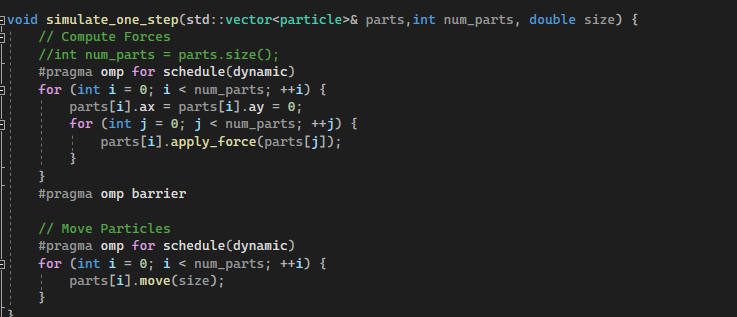 void simulate_one_step(std::vector<particle>& parts,int num_parts, double size) {
    // Compute Forces
    //int num_parts = parts.size();
    #pragma omp for schedule(dynamic)
    for (int i = 0; i < num_parts; ++i) {
        parts[i].ax = parts[i].ay = 0;
        for (int j = 0; j < num_parts; ++j) {
            parts[i].apply_force(parts[j]);
        }
    }
    #pragma omp barrier

    // Move Particles
    #pragma omp for schedule(dynamic)
    for (int i = 0; i < num_parts; ++i) {
        parts[i].move(size);
    }
}